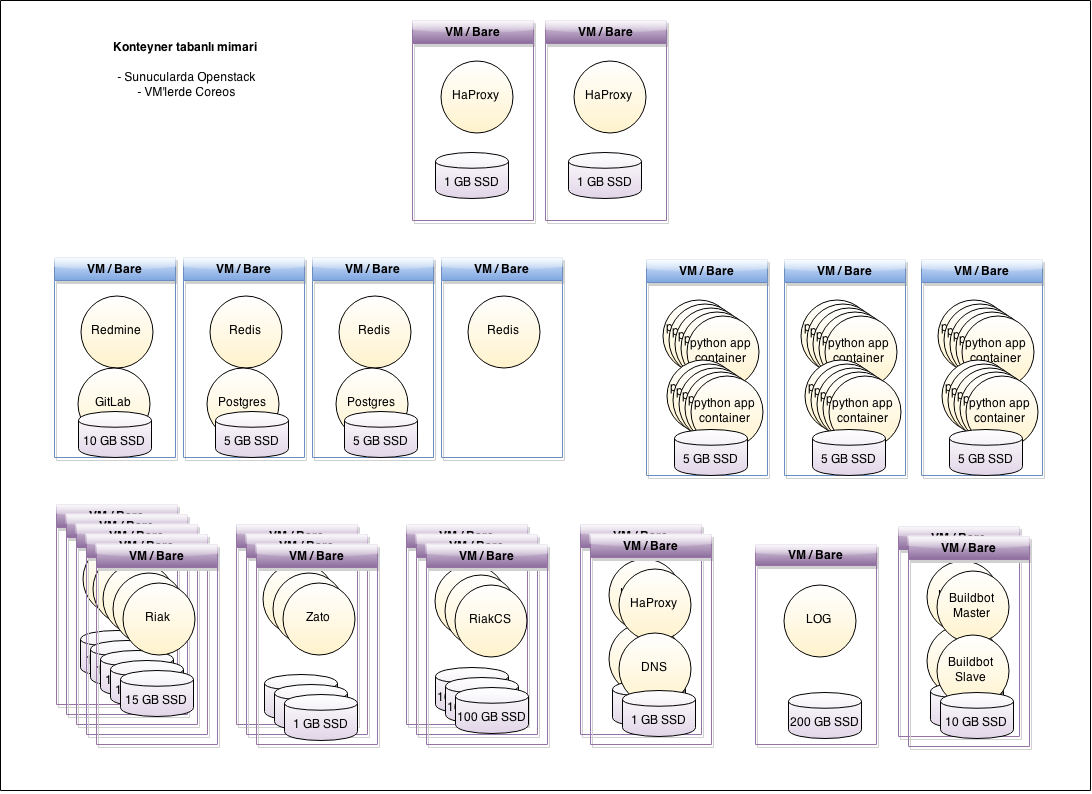 Konteyner tabanlı mimari
- Sunucularda Openstack
- VM'lerde Coreos
VM / Bare
HaProxy
1 GB SSD
VM / Bare
HaProxy
1 GB SSD
VM / Bare
Redmine
GitLab
10 GB SSD
VM / Bare
Redis
Postgres
5 GB SSD
VM / Bare
Redis
Postgres
5 GB SSD
VM / Bare
Redis
VM / Bare
python app
container
python app
container
5 GB SSD
VM / Bare
python app
container
python app
container
5 GB SSD
VM / Bare
python app
container
python app
container
5 GB SSD
VM / Bare
Riak
15 GB SSD
VM / Bare
Zato
1 GB SSD
VM / Bare
RiakCS
100 GB SSD
VM / Bare
HaProxy
DNS
1 GB SSD
VM / Bare
LOG
200 GB SSD
VM / Bare
Buildbot
Master
Buildbot
Slave
10 GB SSD